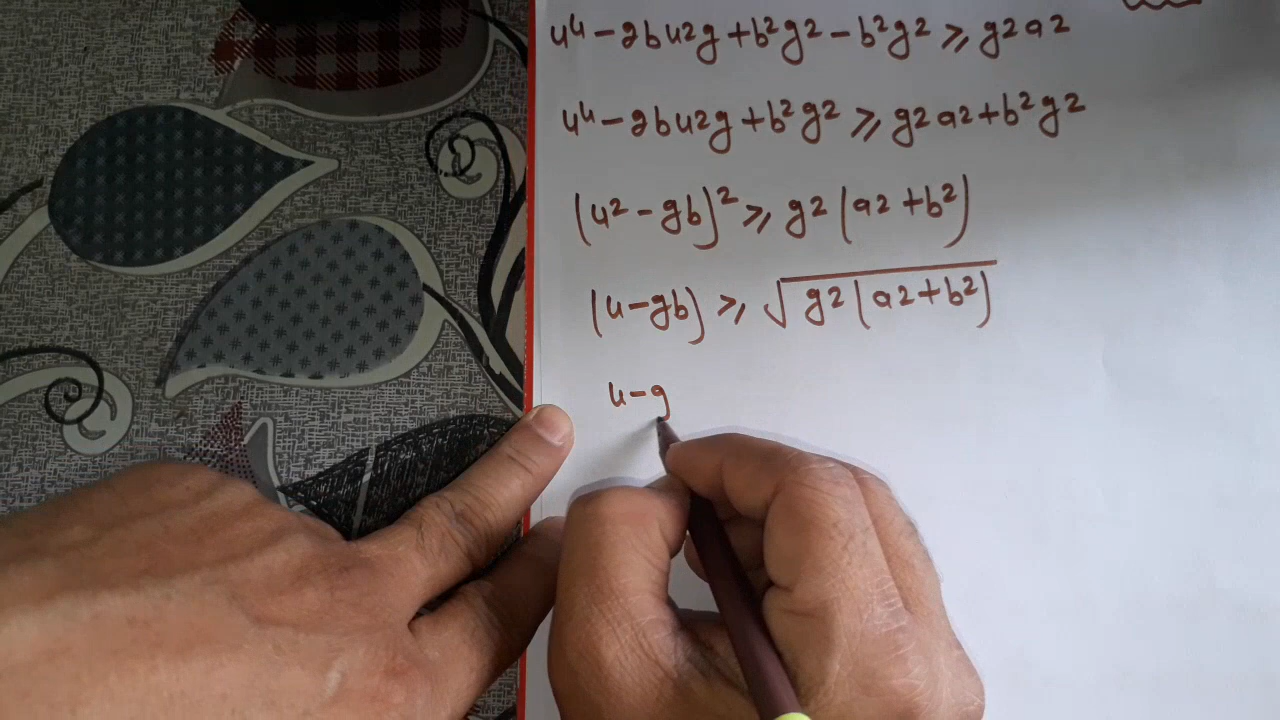 u⁴ - 2bu2g + b²g² - b²g² ≥ g2a2
u⁴ - 2bu2g + b²g² ≥ g2a2 + b²g2
(u² - gb)² ≥ g2 (a2 + b²)
(u - gb) ≥ √g2 (a2 + b²)
u - g